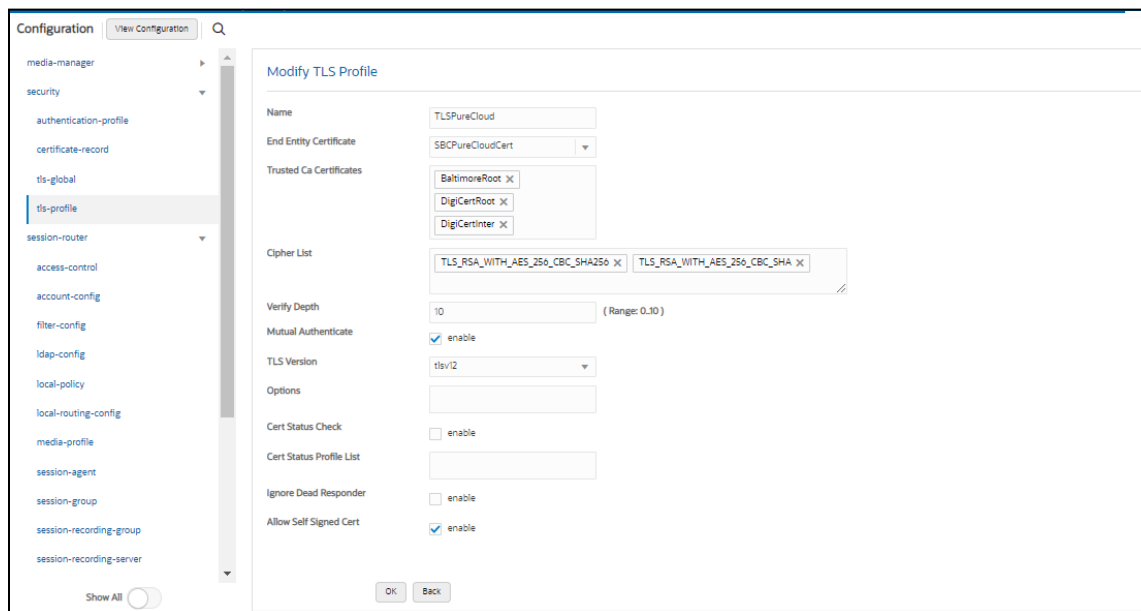 Configuration View Configuration
media-manager
security
authentication-profile
certificate-record
tls-global
tls-profile
session-router
access-control
account-config
filter-config
ldap-config
local-policy
local-routing-config
media-profile
session-agent
session-group
session-recording-group
session-recording-server
Show All
Modify TLS Profile
Name TLSPureCloud
End Entity Certificate SBCPureCloudCert
Trusted Ca Certificates
BaltimoreRoot
DigiCertRoot
DigiCertInter
Cipher List
TLS_RSA_WITH_AES_256_CBC_SHA256 TLS_RSA_WITH_AES_256_CBC_SHA
Verify Depth 10 ( Range: 0..10 )
Mutual Authenticate enable
TLS Version tlsv12
Options
Cert Status Check enable
Cert Status Profile List
Ignore Dead Responder enable
Allow Self Signed Cert enable
OK Back